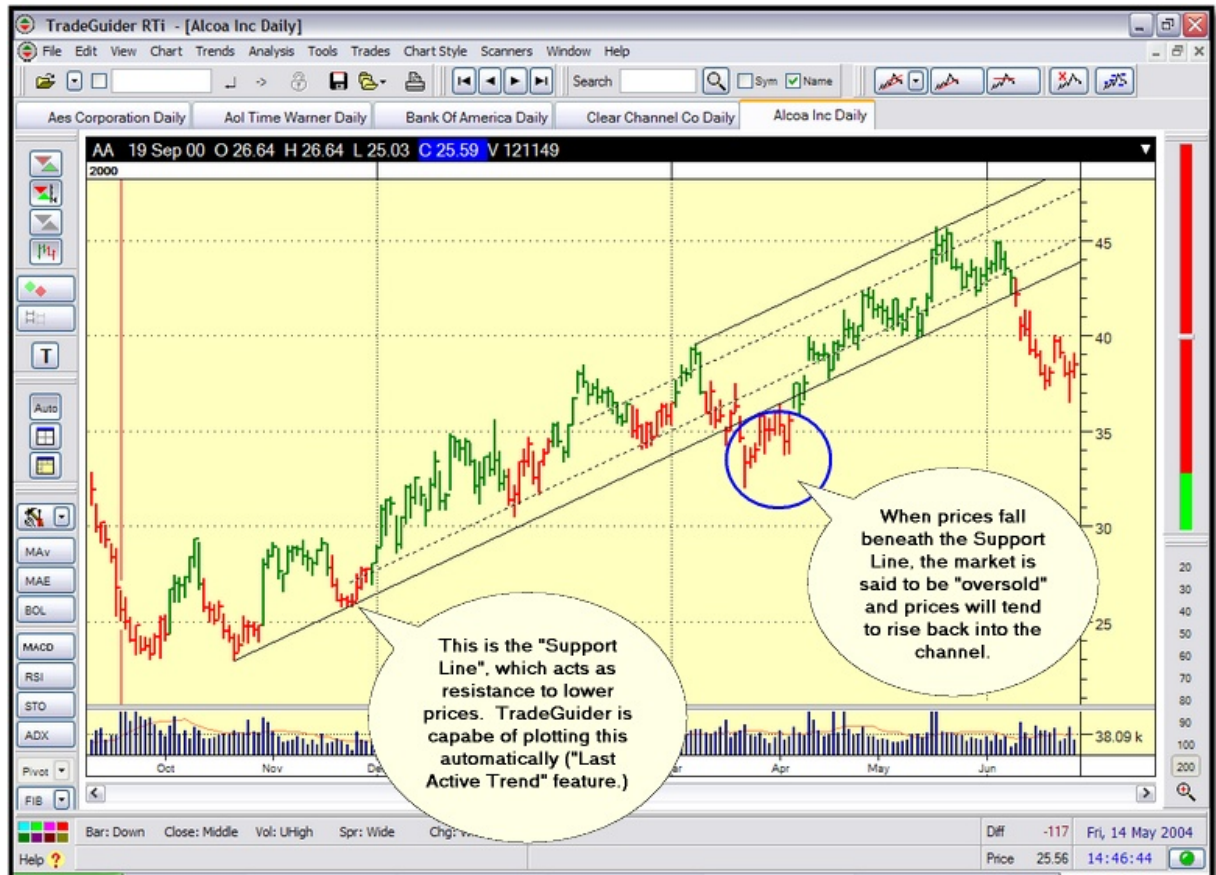 TradeGuider RTi - [Alcoa Inc Daily]
File Edit View Chart Trends Analysis Tools Trades Chart Style Scanners Window Help
Search Sym Name
Aes Corporation Daily Aol Time Warner Daily Bank Of America Daily Clear Channel Co Daily Alcoa Inc Daily
AA 19 Sep 00 O 26.64 H 26.64 L 25.03 C 25.59 V 121149
2000
45
40
35
30
25
T
Auto
MAv
MAE
BOL
MACD
RSI
STO
ADX
Pivot
FIB
When prices fall
beneath the Support
Line, the market is
said to be "oversold"
and prices will tend
to rise back into the
channel.
This is the "Support
Line", which acts as
resistance to lower
prices. TradeGuider is
capabe of plotting this
automatically ("Last
Active Trend" feature.)
20
30
40
50
60
70
80
90
100
200
38.09 k
Oct Nov Apr May Jun
Bar: Down Close: Middle Vol: UHigh Spr: Wide Diff -117 Fri, 14 May 2004
Help ? Price 25.56 14:46:44